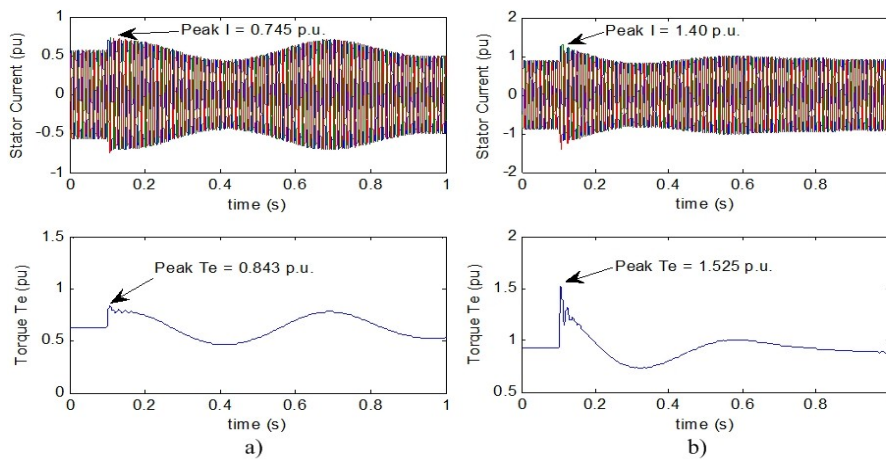 Peak I = 0.745 p.u.
Stator Current (pu)
1
0.5
0
-0.5
-1
0
0.2
0.4
0.6
0.8
1
time (s)
Peak I = 1.40 p.u.
Stator Current (pu)
2
1
0
-1
-2
0
0.2
0.4
0.6
0.8
time (s)
Peak Te = 0.843 p.u.
Torque Te (pu)
1.5
1
0.5
0
0
0.2
0.4
0.6
0.8
1
time (s)
a)
Peak Te = 1.525 p.u.
Torque Te (pu)
2
1.5
1
0.5
0
0.2
0.4
0.6
0.8
time (s)
b)